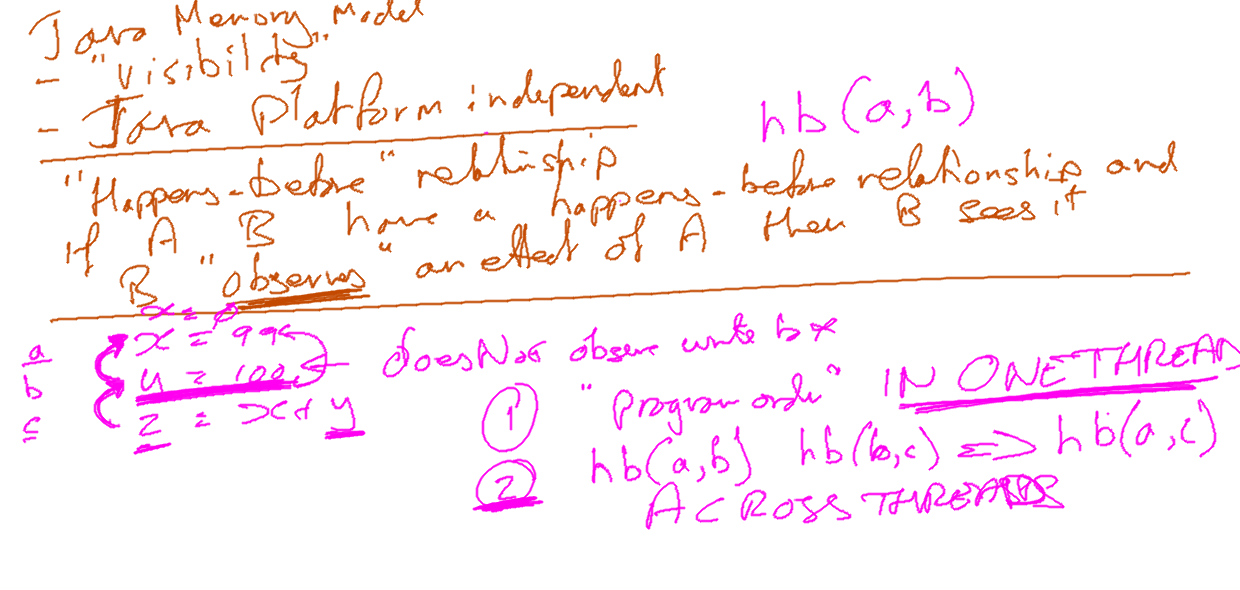 Java Memory Model
- "visibility"
- Java Platform independent
hb(a,b)
"Happens-before" relationship
if A B have a happens-before relationship and
B "observes" an effect of A then B sees it
x = 0
a x = 99
b y = 100 does Not observe write to x
c z = x + y
① "program order" IN ONE THREAD
② hb(a,b) hb(b,c) => hb(a,c)
ACROSS THREADS